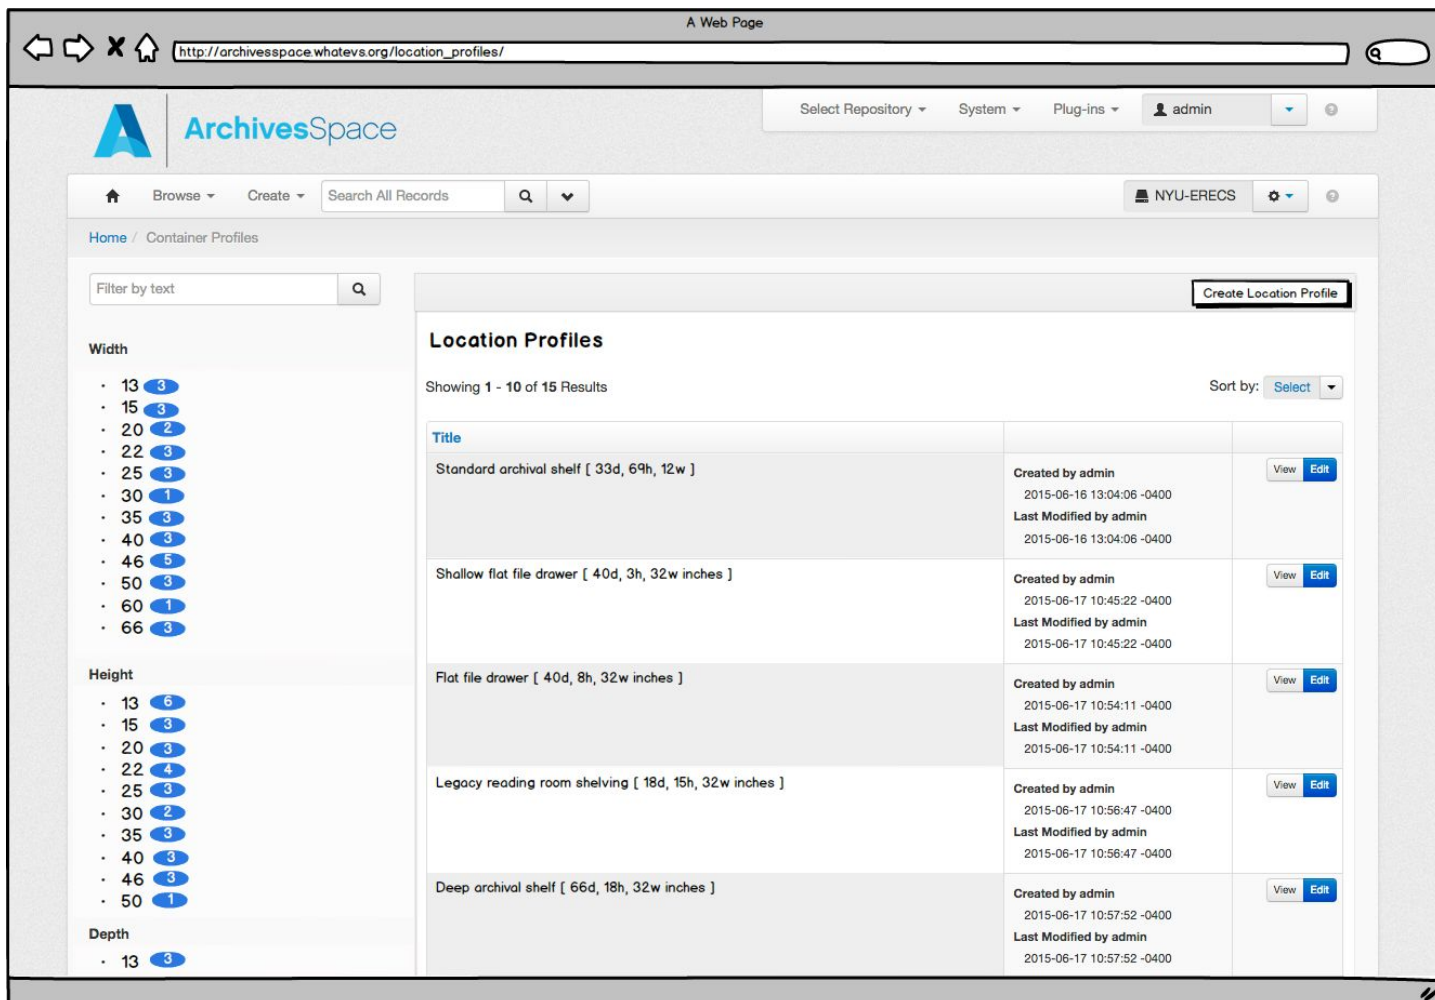 A Web Page
http://archivesspace.whatevs.org/location_profiles/
ArchivesSpace
Select Repository System Plug-ins admin
Browse Create Search All Records NYU-ERECS
Home / Container Profiles
Filter by text
Create Location Profile
Width
· 13 3
· 15 3
· 20 2
· 22 3
· 25 3
· 30 1
· 35 3
· 40 3
· 46 5
· 50 3
· 60 1
· 66 3
Height
· 13 6
· 15 3
· 20 3
· 22 4
· 25 3
· 30 2
· 35 3
· 40 3
· 46 3
· 50 1
Depth
· 13 3
Location Profiles
Showing 1 - 10 of 15 Results
Sort by: Select
Title
Standard archival shelf [ 33d, 69h, 12w ]
Created by admin
2015-06-16 13:04:06 -0400
Last Modified by admin
2015-06-16 13:04:06 -0400
View Edit
Shallow flat file drawer [ 40d, 3h, 32w inches ]
Created by admin
2015-06-17 10:45:22 -0400
Last Modified by admin
2015-06-17 10:45:22 -0400
View Edit
Flat file drawer [ 40d, 8h, 32w inches ]
Created by admin
2015-06-17 10:54:11 -0400
Last Modified by admin
2015-06-17 10:54:11 -0400
View Edit
Legacy reading room shelving [ 18d, 15h, 32w inches ]
Created by admin
2015-06-17 10:56:47 -0400
Last Modified by admin
2015-06-17 10:56:47 -0400
View Edit
Deep archival shelf [ 66d, 18h, 32w inches ]
Created by admin
2015-06-17 10:57:52 -0400
Last Modified by admin
2015-06-17 10:57:52 -0400
View Edit